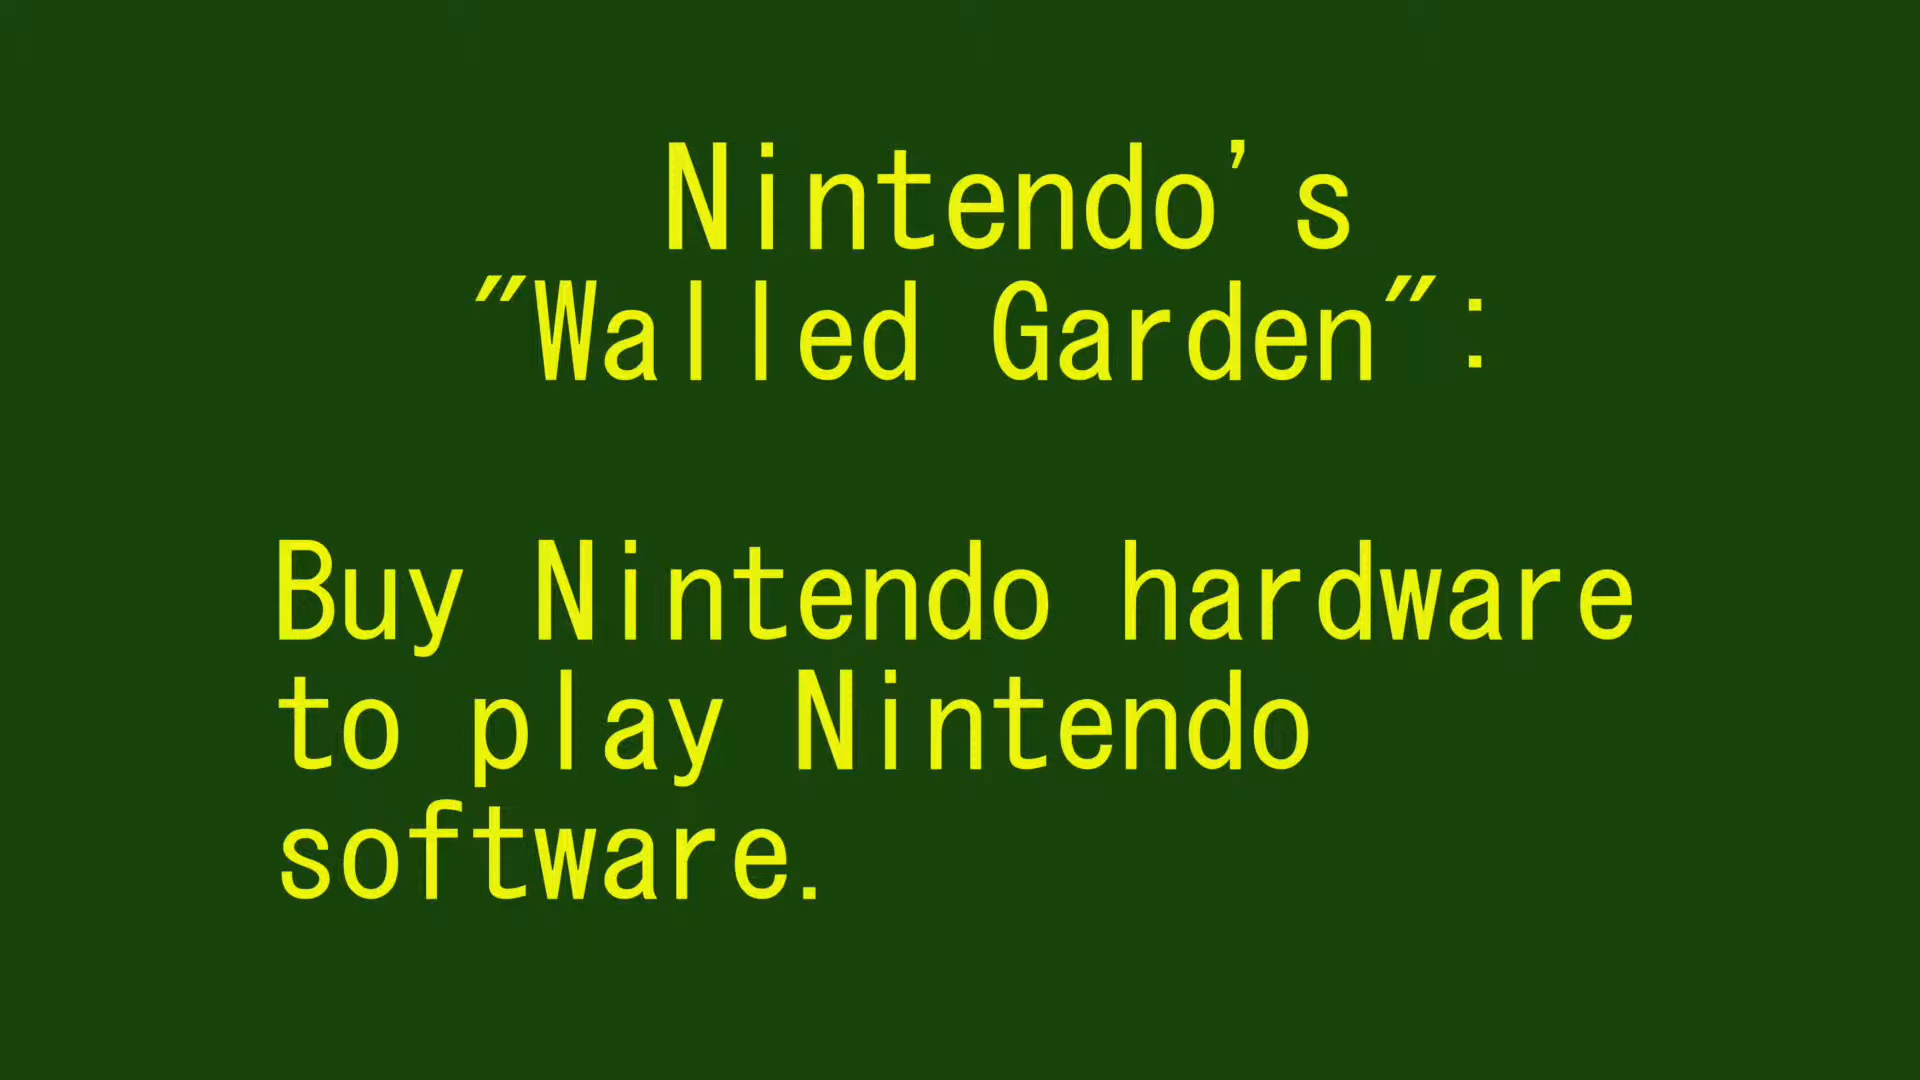 Nintendo's
"Walled Garden":
Buy Nintendo hardware
to play Nintendo
software.